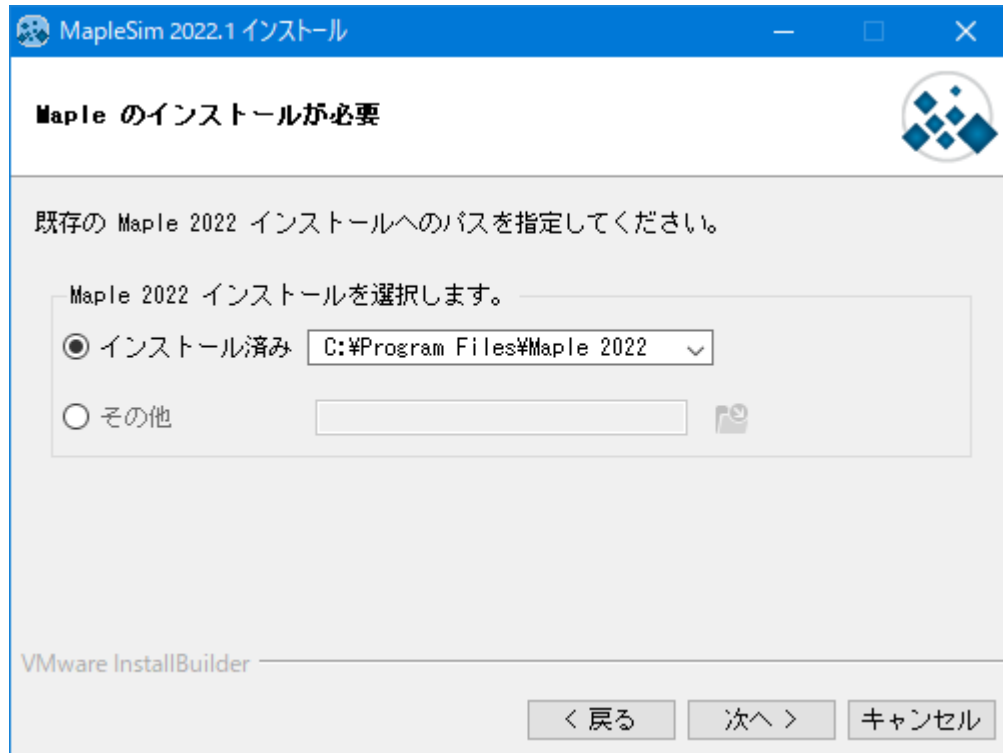 MapleSim 2022.1 インストール
Maple のインストールが必要
既存の Maple 2022 インストールへのパスを指定してください。
Maple 2022 インストールを選択します。
インストール済み C:¥Program Files¥Maple 2022
その他
VMware InstallBuilder
< 戻る 次へ > キャンセル